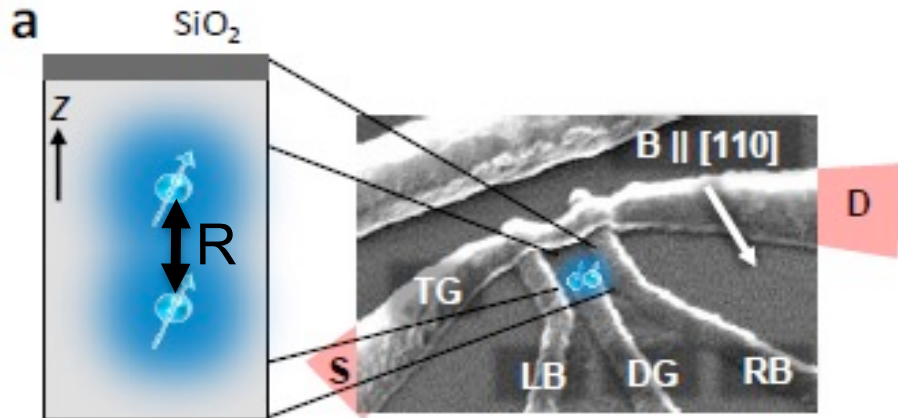 a
SiO₂
Z
R
B || [110]
D
TG
S
LB
DG
RB